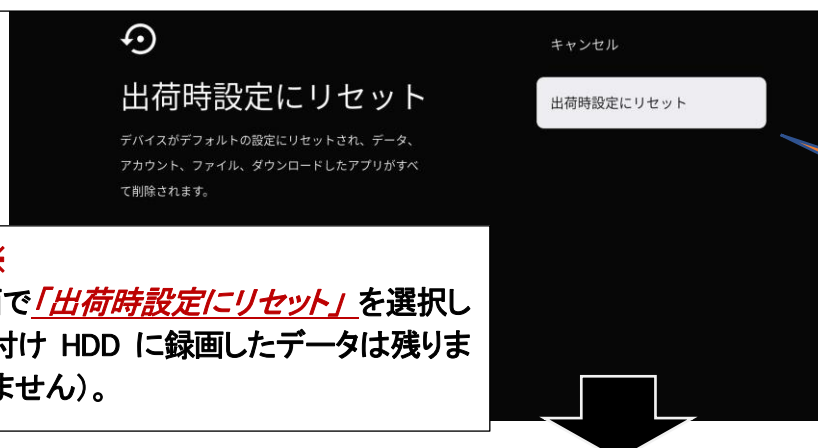 出荷時設定にリセット
デバイスがデフォルトの設定にリセットされ、データ、
アカウント、ファイル、ダウンロードしたアプリがすべ
て削除されます。
キャンセル
出荷時設定にリセット
※
で「出荷時設定にリセット」を選択し
付け HDD に録画したデータは残りま
ません）。